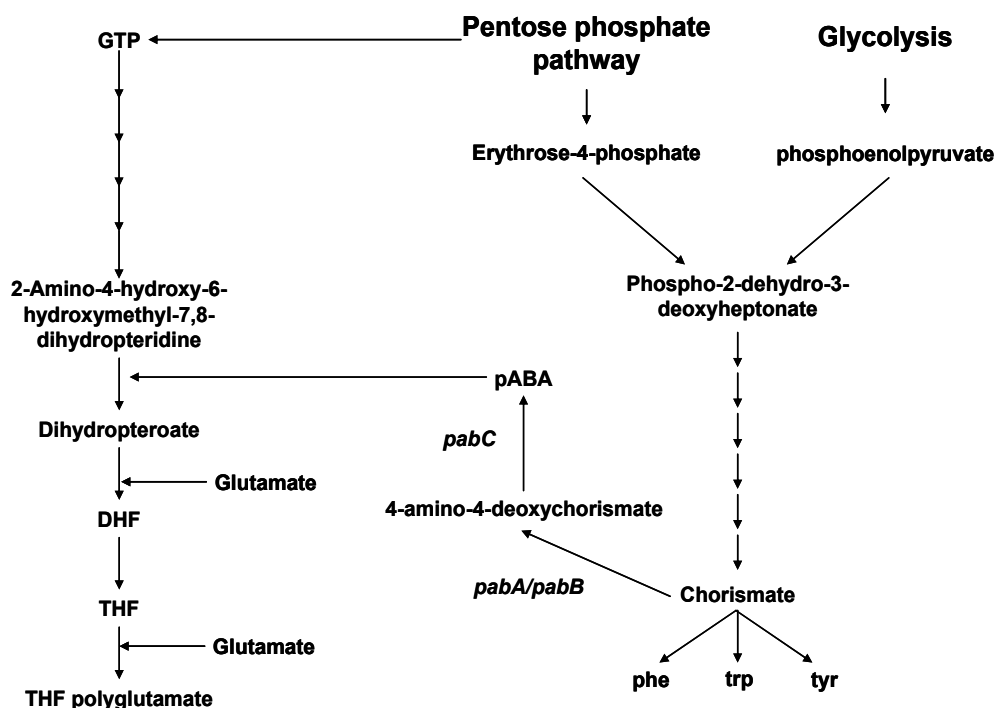 Pentose phosphate
pathway
Glycolysis
GTP
Erythrose-4-phosphate
phosphoenolpyruvate
2-Amino-4-hydroxy-6-
hydroxymethyl-7,8-
dihydropteridine
Phospho-2-dehydro-3-
deoxyheptonate
pABA
Dihydropteroate
pabC
Glutamate
4-amino-4-deoxychorismate
DHF
pabA/pabB
Chorismate
THF
Glutamate
phe
trp
tyr
THF polyglutamate